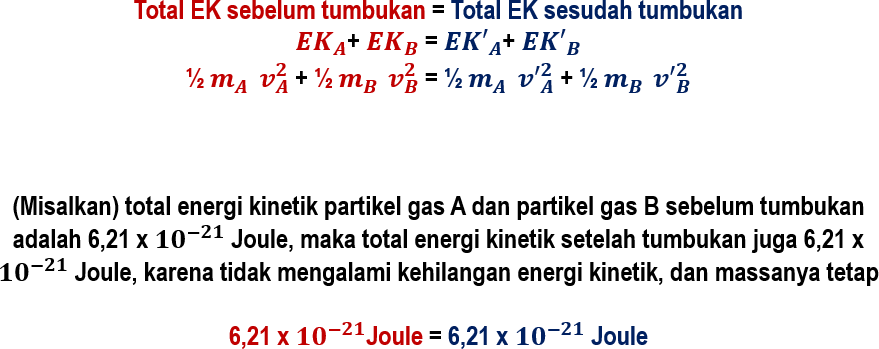 Total EK sebelum tumbukan = Total EK sesudah tumbukan
EK_A + EK_B = EK'_A + EK'_B
½ m_A v_A^2 + ½ m_B v_B^2 = ½ m_A v'_A^2 + ½ m_B v'_B^2
(Misalkan) total energi kinetik partikel gas A dan partikel gas B sebelum tumbukan
adalah 6,21 x 10^{-21} Joule, maka total energi kinetik setelah tumbukan juga 6,21 x
10^{-21} Joule, karena tidak mengalami kehilangan energi kinetik, dan massanya tetap
6,21 x 10^{-21} Joule = 6,21 x 10^{-21} Joule